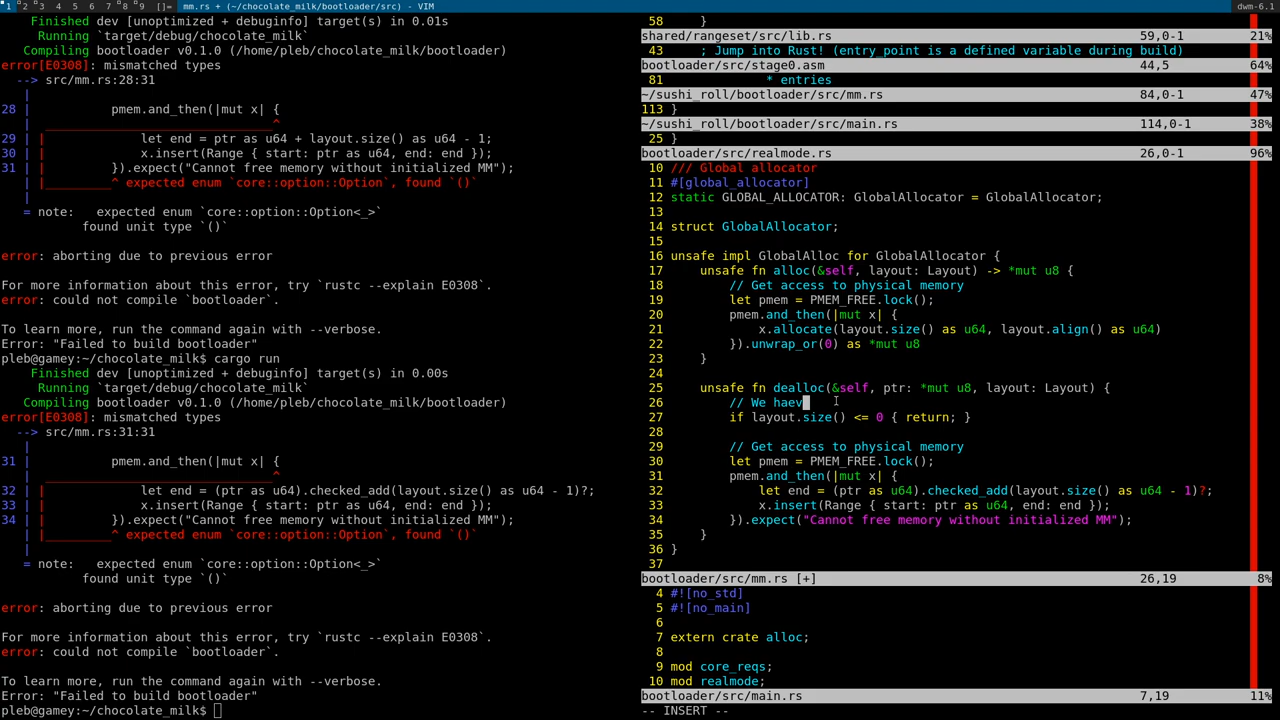 1 2 3 4 5 6 7 8 9 []= mm.rs + (~/chocolate_milk/bootloader/src) - VIM dwm-6.1
Finished dev [unoptimized + debuginfo] target(s) in 0.01s
Running `target/debug/chocolate_milk`
Compiling bootloader v0.1.0 (/home/pleb/chocolate_milk/bootloader)
error[E0308]: mismatched types
--> src/mm.rs:28:31
|
28 | pmem.and_then(|mut x| {
| _______________________________^
29 | | let end = ptr as u64 + layout.size() as u64 - 1;
30 | | x.insert(Range { start: ptr as u64, end: end });
31 | | }).expect("Cannot free memory without initialized MM");
| |_________^ expected enum `core::option::Option`, found `()`
|
= note: expected enum `core::option::Option<_>`
found unit type `()`
error: aborting due to previous error
For more information about this error, try `rustc --explain E0308`.
error: could not compile `bootloader`.
To learn more, run the command again with --verbose.
Error: "Failed to build bootloader"
pleb@gamey:~/chocolate_milk$ cargo run
Finished dev [unoptimized + debuginfo] target(s) in 0.00s
Running `target/debug/chocolate_milk`
Compiling bootloader v0.1.0 (/home/pleb/chocolate_milk/bootloader)
error[E0308]: mismatched types
--> src/mm.rs:31:31
|
31 | pmem.and_then(|mut x| {
| _______________________________^
32 | | let end = (ptr as u64).checked_add(layout.size() as u64 - 1)?;
33 | | x.insert(Range { start: ptr as u64, end: end });
34 | | }).expect("Cannot free memory without initialized MM");
| |_________^ expected enum `core::option::Option`, found `()`
|
= note: expected enum `core::option::Option<_>`
found unit type `()`
error: aborting due to previous error
For more information about this error, try `rustc --explain E0308`.
error: could not compile `bootloader`.
To learn more, run the command again with --verbose.
Error: "Failed to build bootloader"
pleb@gamey:~/chocolate_milk$
58 }
shared/rangeset/src/lib.rs 59,0-1 21%
43 ; Jump into Rust! (entry_point is a defined variable during build)
bootloader/src/stage0.asm 44,5 64%
81 * entries
~/sushi_roll/bootloader/src/mm.rs 84,0-1 47%
113 }
~/sushi_roll/bootloader/src/main.rs 114,0-1 38%
25 }
bootloader/src/realmode.rs 26,0-1 96%
10 /// Global allocator
11 #[global_allocator]
12 static GLOBAL_ALLOCATOR: GlobalAllocator = GlobalAllocator;
13
14 struct GlobalAllocator;
15
16 unsafe impl GlobalAlloc for GlobalAllocator {
17 unsafe fn alloc(&self, layout: Layout) -> *mut u8 {
18 // Get access to physical memory
19 let pmem = PMEM_FREE.lock();
20 pmem.and_then(|mut x| {
21 x.allocate(layout.size() as u64, layout.align() as u64)
22 }).unwrap_or(0) as *mut u8
23 }
24
25 unsafe fn dealloc(&self, ptr: *mut u8, layout: Layout) {
26 // We haev
27 if layout.size() <= 0 { return; }
28
29 // Get access to physical memory
30 let pmem = PMEM_FREE.lock();
31 pmem.and_then(|mut x| {
32 let end = (ptr as u64).checked_add(layout.size() as u64 - 1)?;
33 x.insert(Range { start: ptr as u64, end: end });
34 }).expect("Cannot free memory without initialized MM");
35 }
36 }
37
bootloader/src/mm.rs [+] 26,19 8%
4 #![no_std]
5 #![no_main]
6
7 extern crate alloc;
8
9 mod core_reqs;
10 mod realmode;
bootloader/src/main.rs 7,19 11%
-- INSERT --